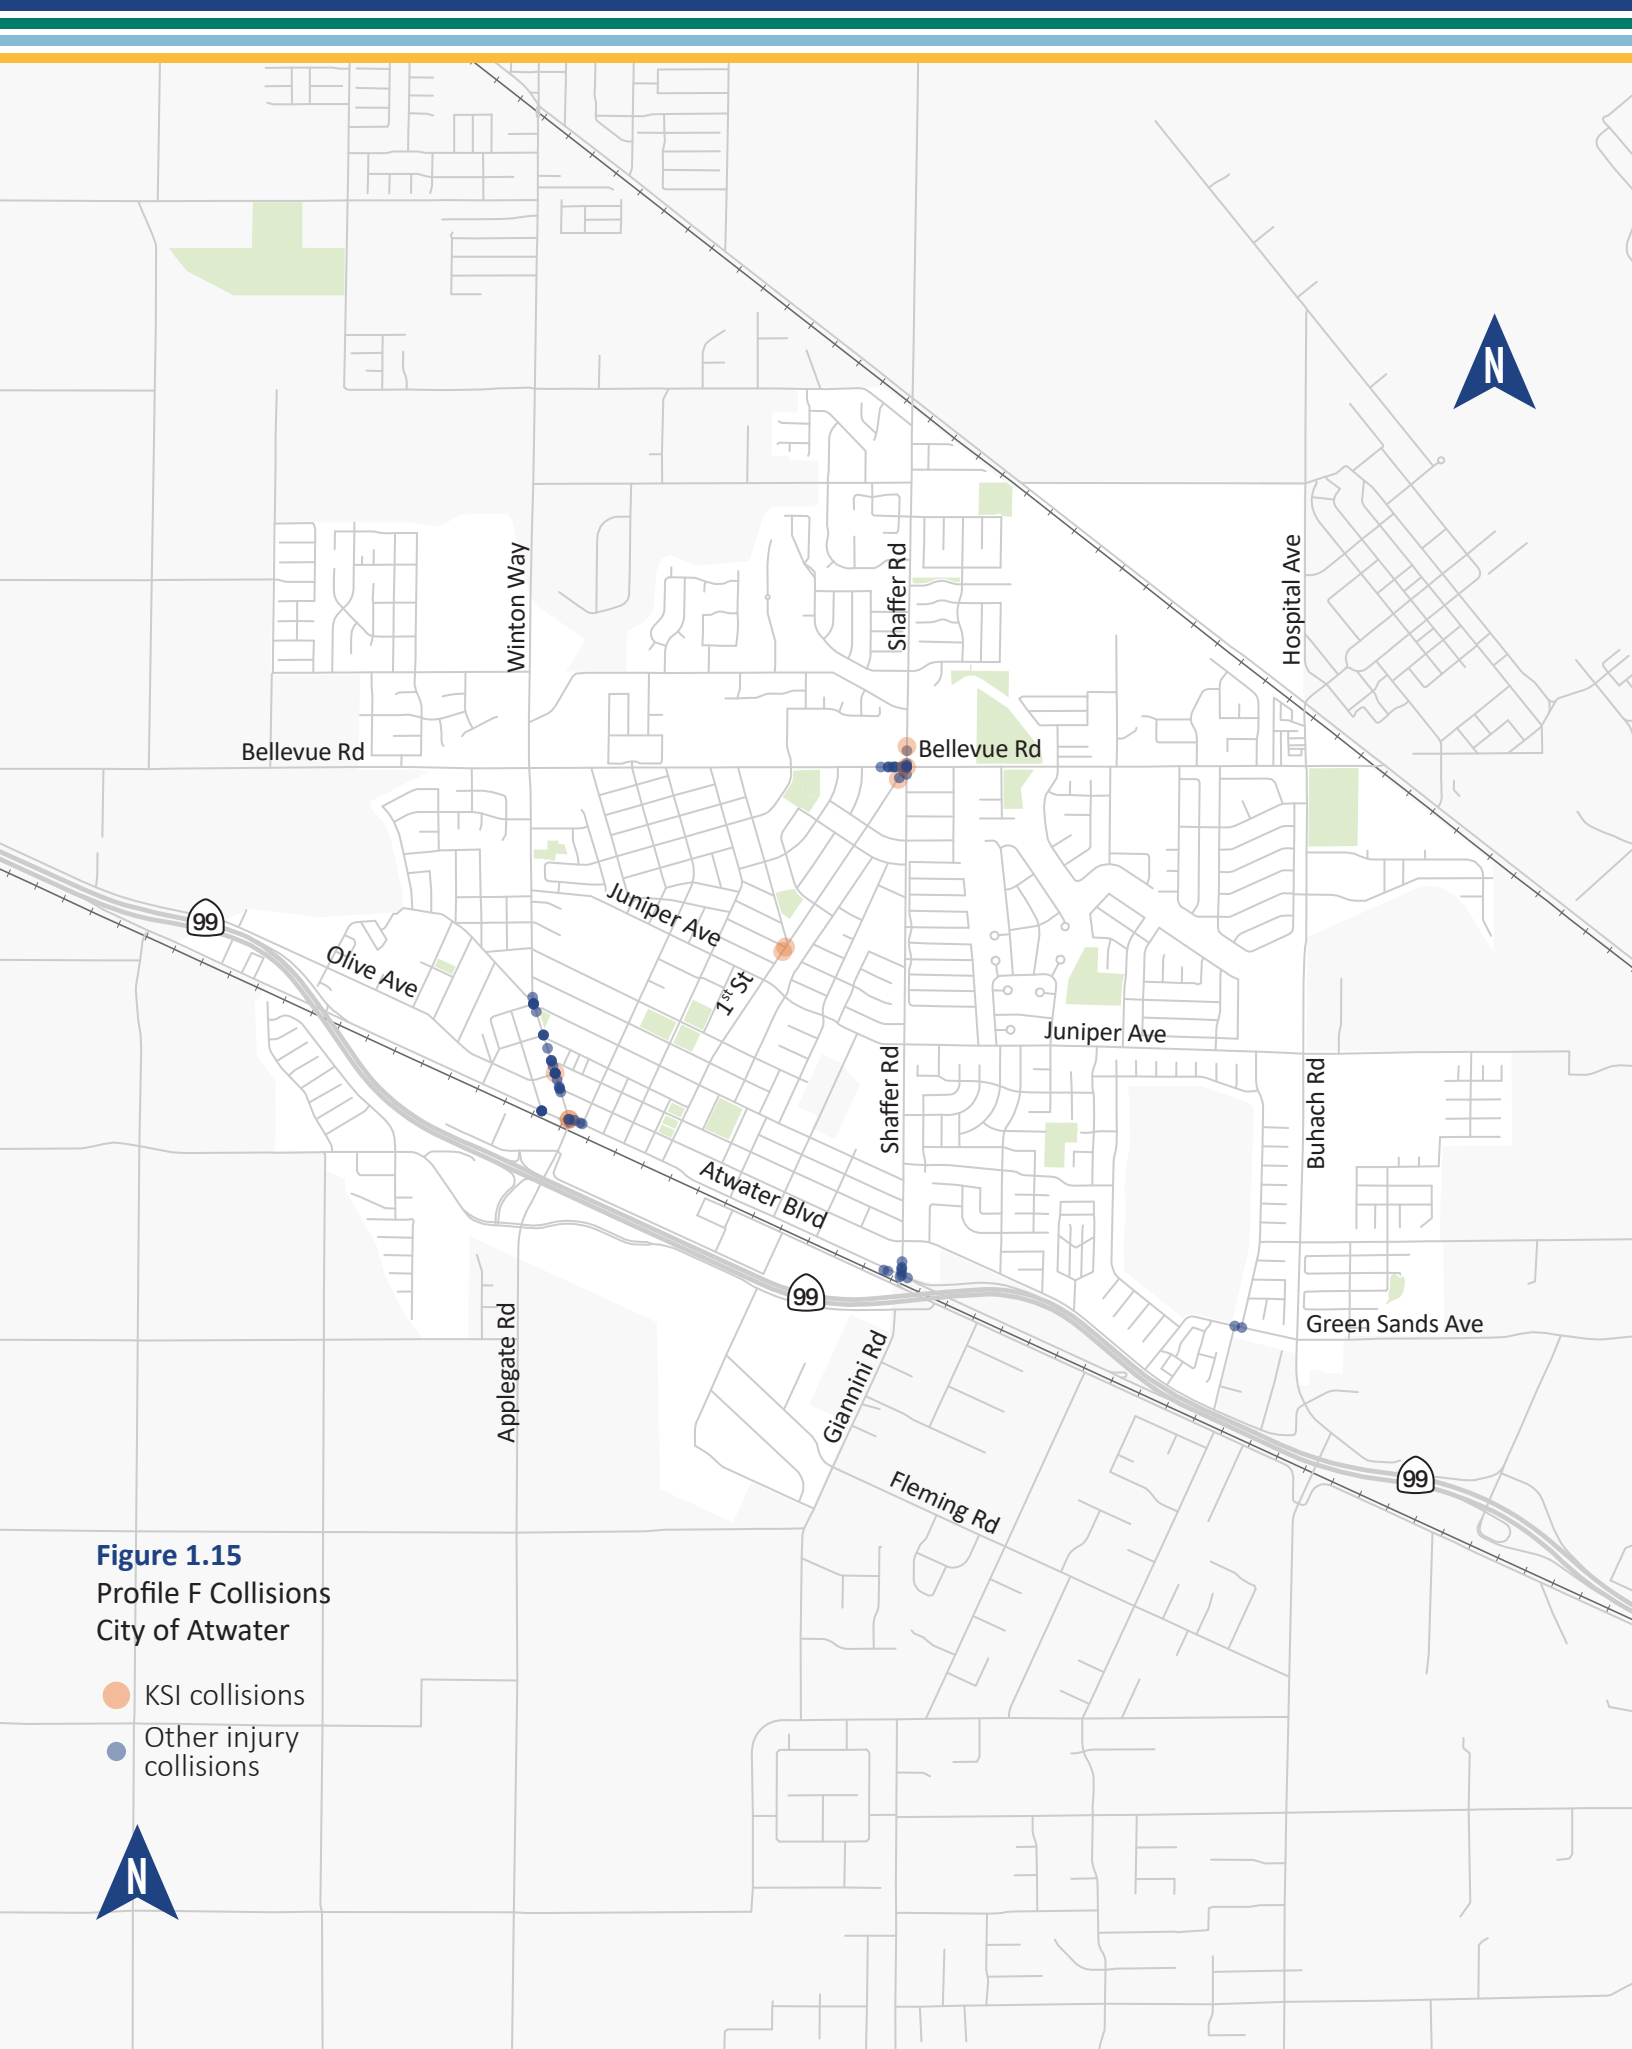 N
Winton Way
Shaffer Rd
Hospital Ave
Bellevue Rd
Bellevue Rd
Juniper Ave
99
Olive Ave
1st St
Juniper Ave
Shaffer Rd
Buhach Rd
Atwater Blvd
99
Applegate Rd
Giannini Rd
Green Sands Ave
99
Fleming Rd
Figure 1.15
Profile F Collisions
City of Atwater
KSI collisions
Other injury
collisions
N